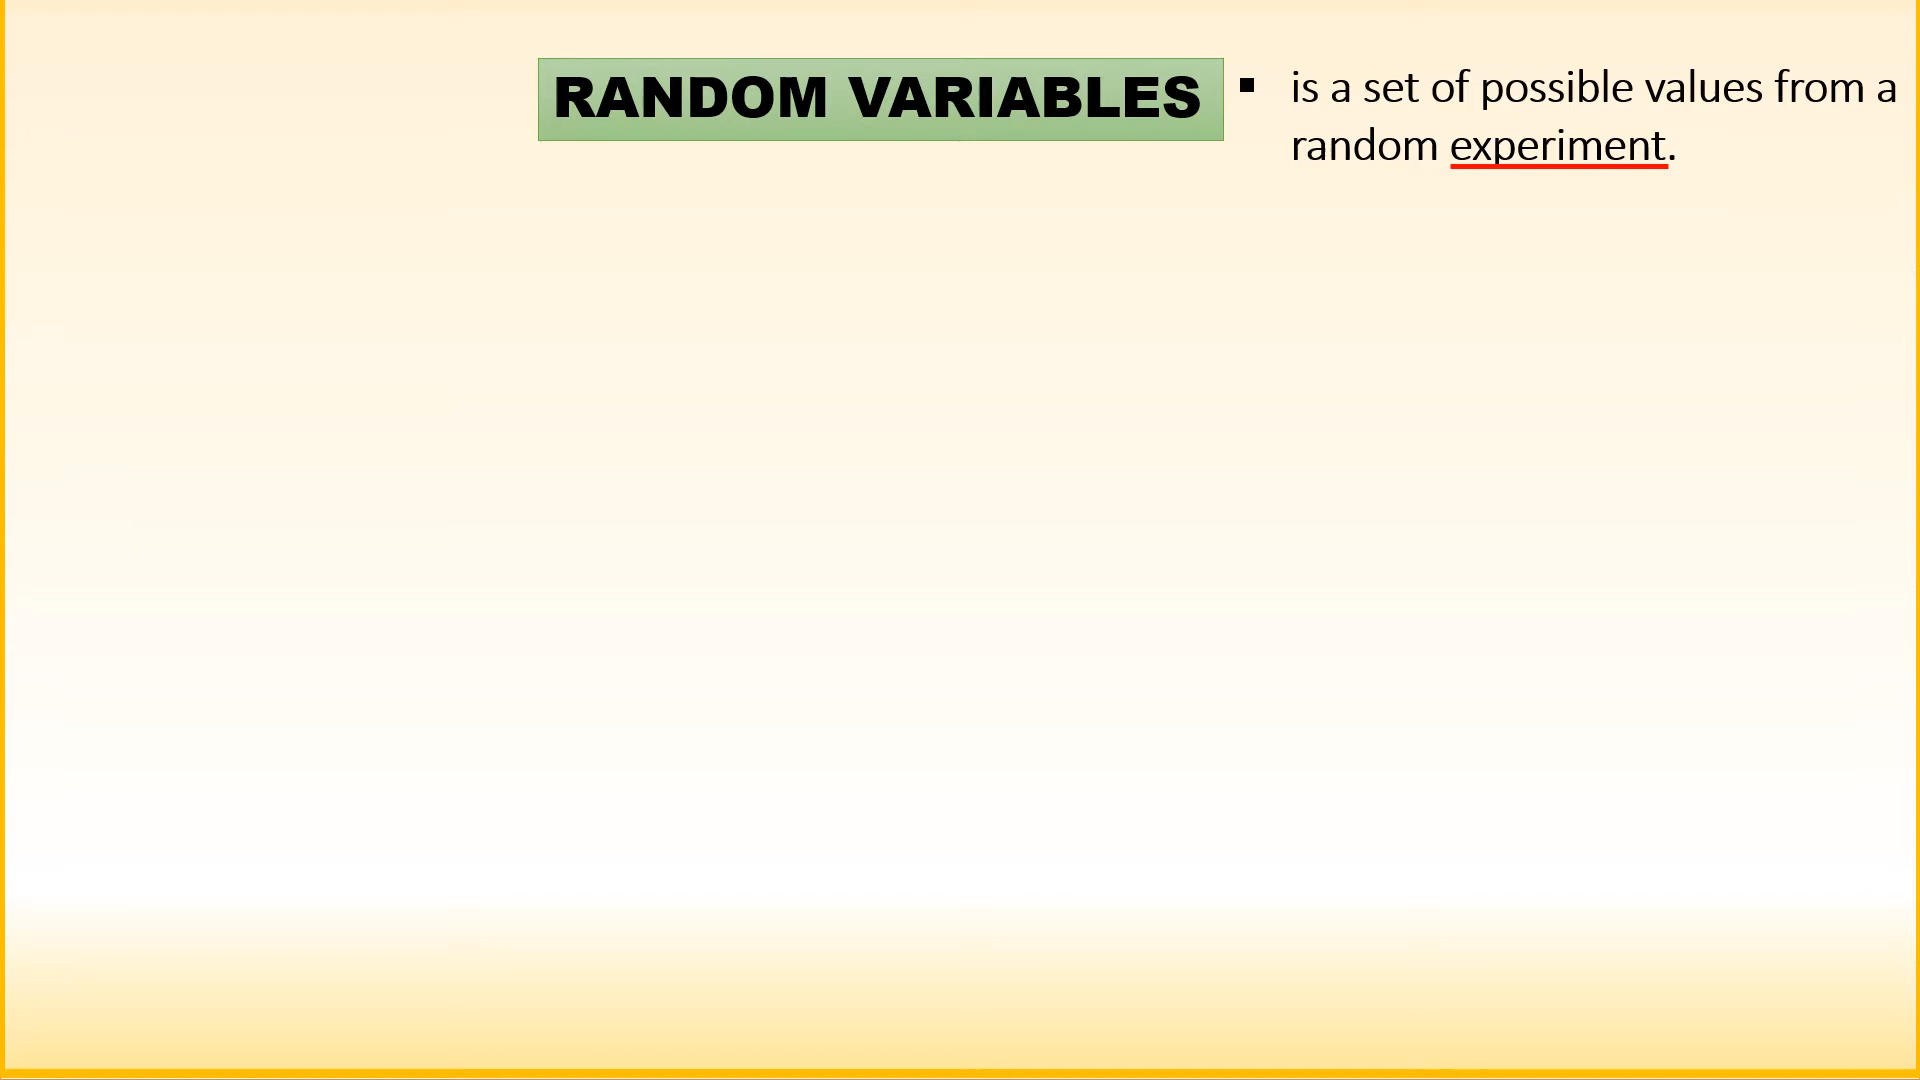 RANDOM VARIABLES
▪ is a set of possible values from a
random experiment.